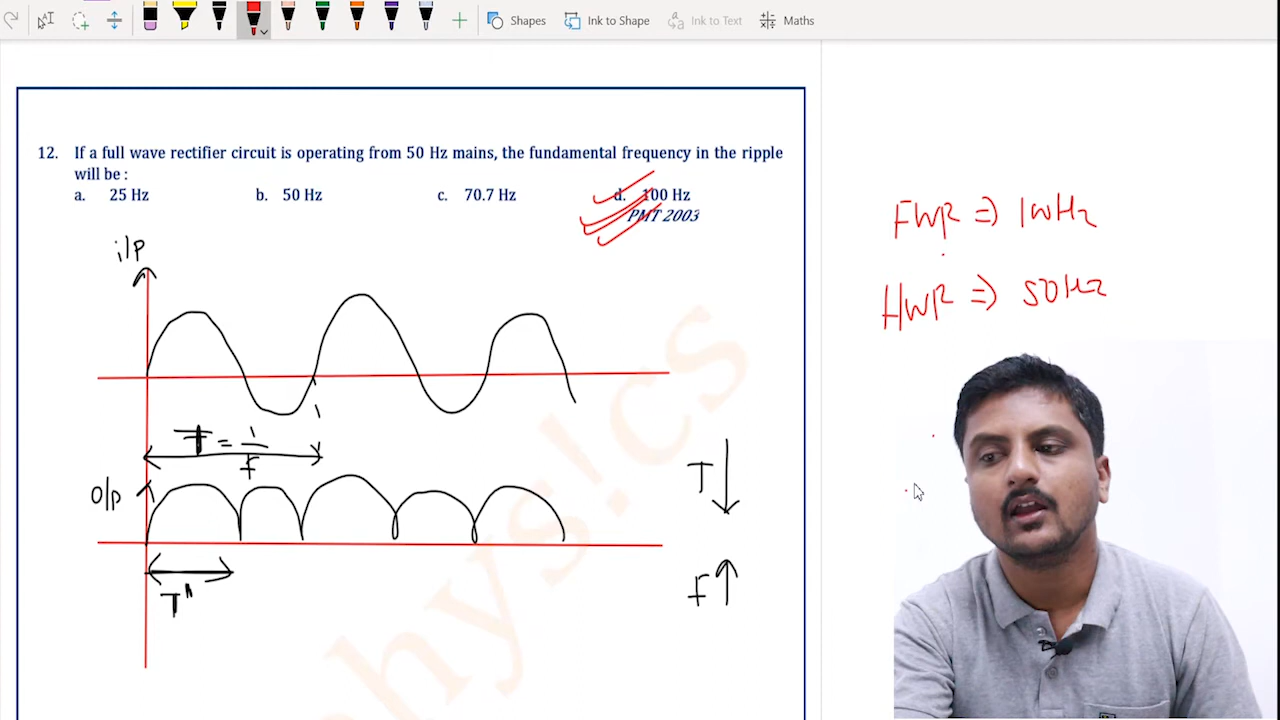 Shapes Ink to Shape Ink to Text Maths
12. If a full wave rectifier circuit is operating from 50 Hz mains, the fundamental frequency in the ripple
will be :
a. 25 Hz b. 50 Hz c. 70.7 Hz d. 100 Hz
PMT 2003
FWR ⇒ 100Hz
HWR ⇒ 50Hz
i/p
T = 1/F
o/p
T ↓
T"
F ↑
hys!cs